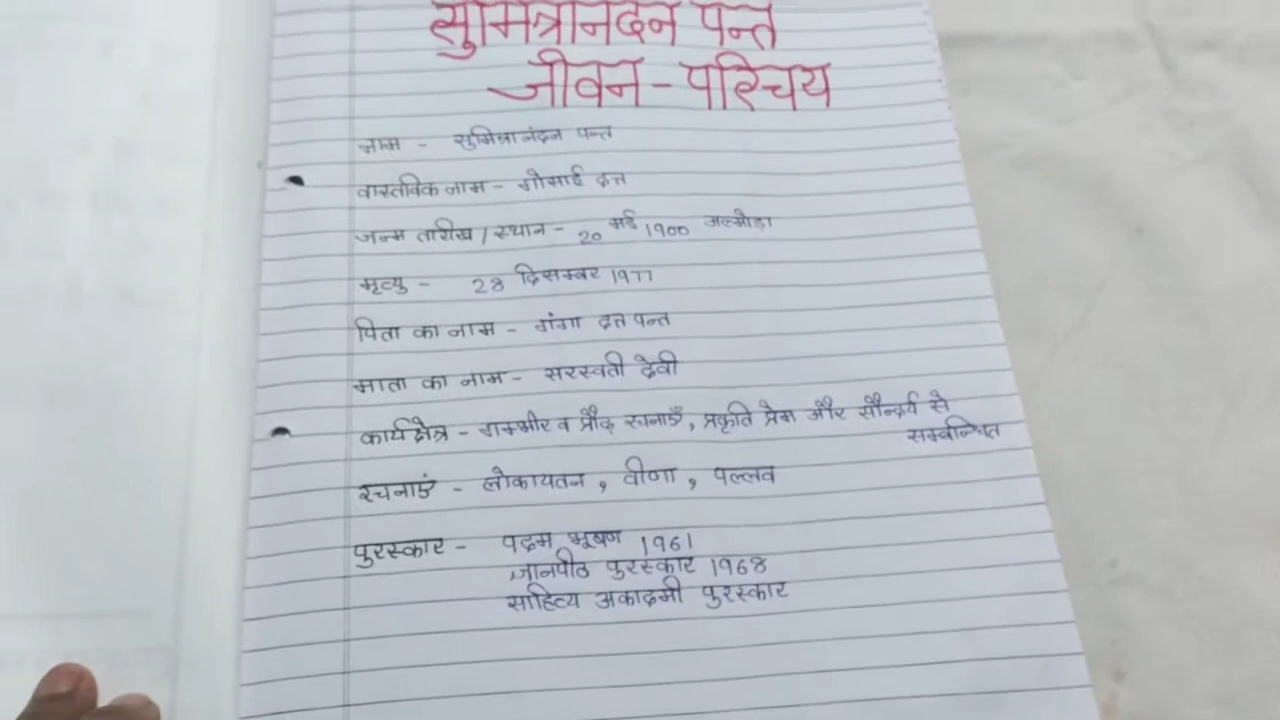 सुमित्रानंदन पन्त
जीवन - परिचय
नाम - सुमित्रानंदन पन्त
वास्तविक नाम - गोसाई दत्त
जन्म तारीख / स्थान - 20 मई 1900 अल्मोड़ा
मृत्यु - 28 दिसम्बर 1977
पिता का नाम - गंगा दत्त पन्त
माता का नाम - सरस्वती देवी
कार्यक्षेत्र - गम्भीर व प्रौढ़ रचनाएँ, प्रकृति प्रेम और सौन्दर्य से
सम्बन्धित
रचनाएं - लोकायतन, वीणा, पल्लव
पुरस्कार - पद्म भूषण 1961
ज्ञानपीठ पुरस्कार 1968
साहित्य अकादमी पुरस्कार